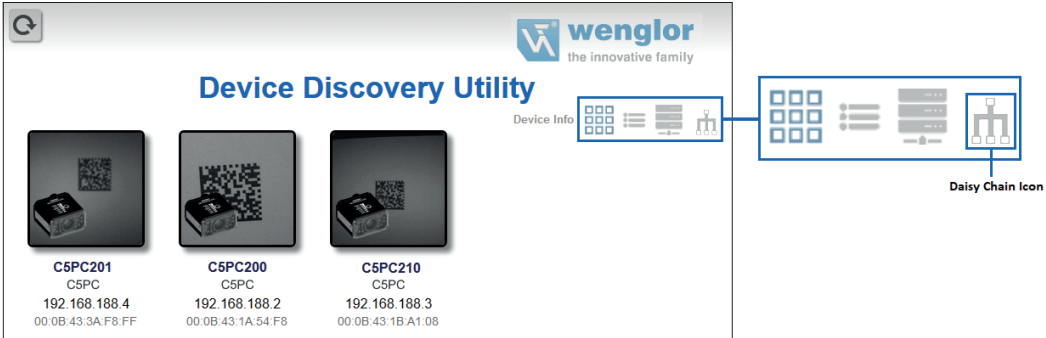 wenglor
the innovative family
Device Discovery Utility
Device Info
Daisy Chain Icon
C5PC201
C5PC
192.168.188.4
00:0B:43:3A:F8:FF
C5PC200
C5PC
192.168.188.2
00:0B:43:1A:54:F8
C5PC210
C5PC
192.168.188.3
00:0B:43:1B:A1:08